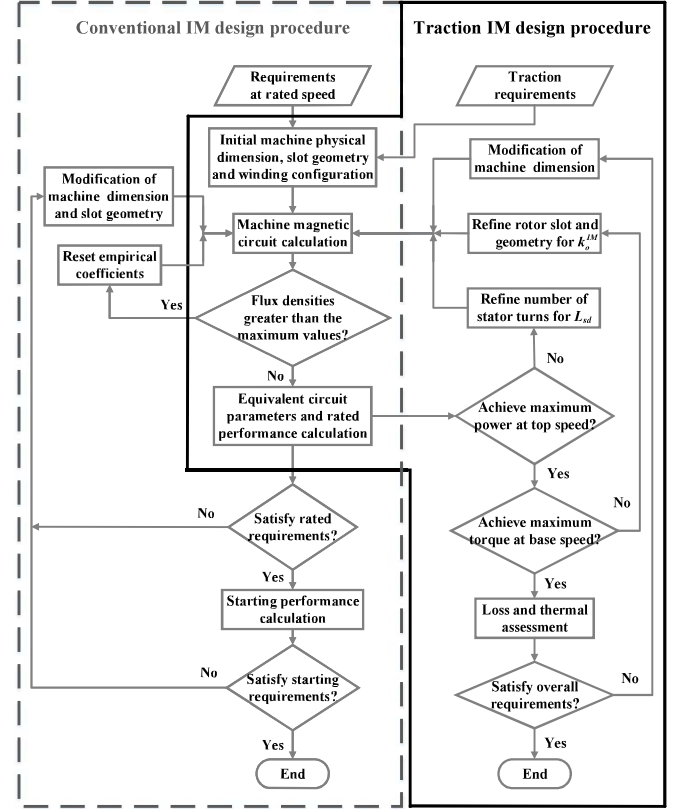 Conventional IM design procedure
Traction IM design procedure
Requirements
at rated speed
Traction
requirements
Initial machine physical
dimension, slot geometry
and winding configuration
Modification of
machine dimension
Modification of
machine dimension
and slot geometry
Machine magnetic
circuit calculation
Refine rotor slot and
geometry for k_o^{IM}
Reset empirical
coefficients
Yes
Flux densities
greater than the
maximum values?
Refine number of
stator turns for L_{sd}
No
No
Equivalent circuit
parameters and rated
performance calculation
Achieve maximum
power at top speed?
Yes
No
No
Satisfy rated
requirements?
Achieve maximum
torque at base speed?
Yes
Yes
Starting performance
calculation
Loss and thermal
assessment
No
Satisfy starting
requirements?
No
Satisfy overall
requirements?
Yes
Yes
End
End